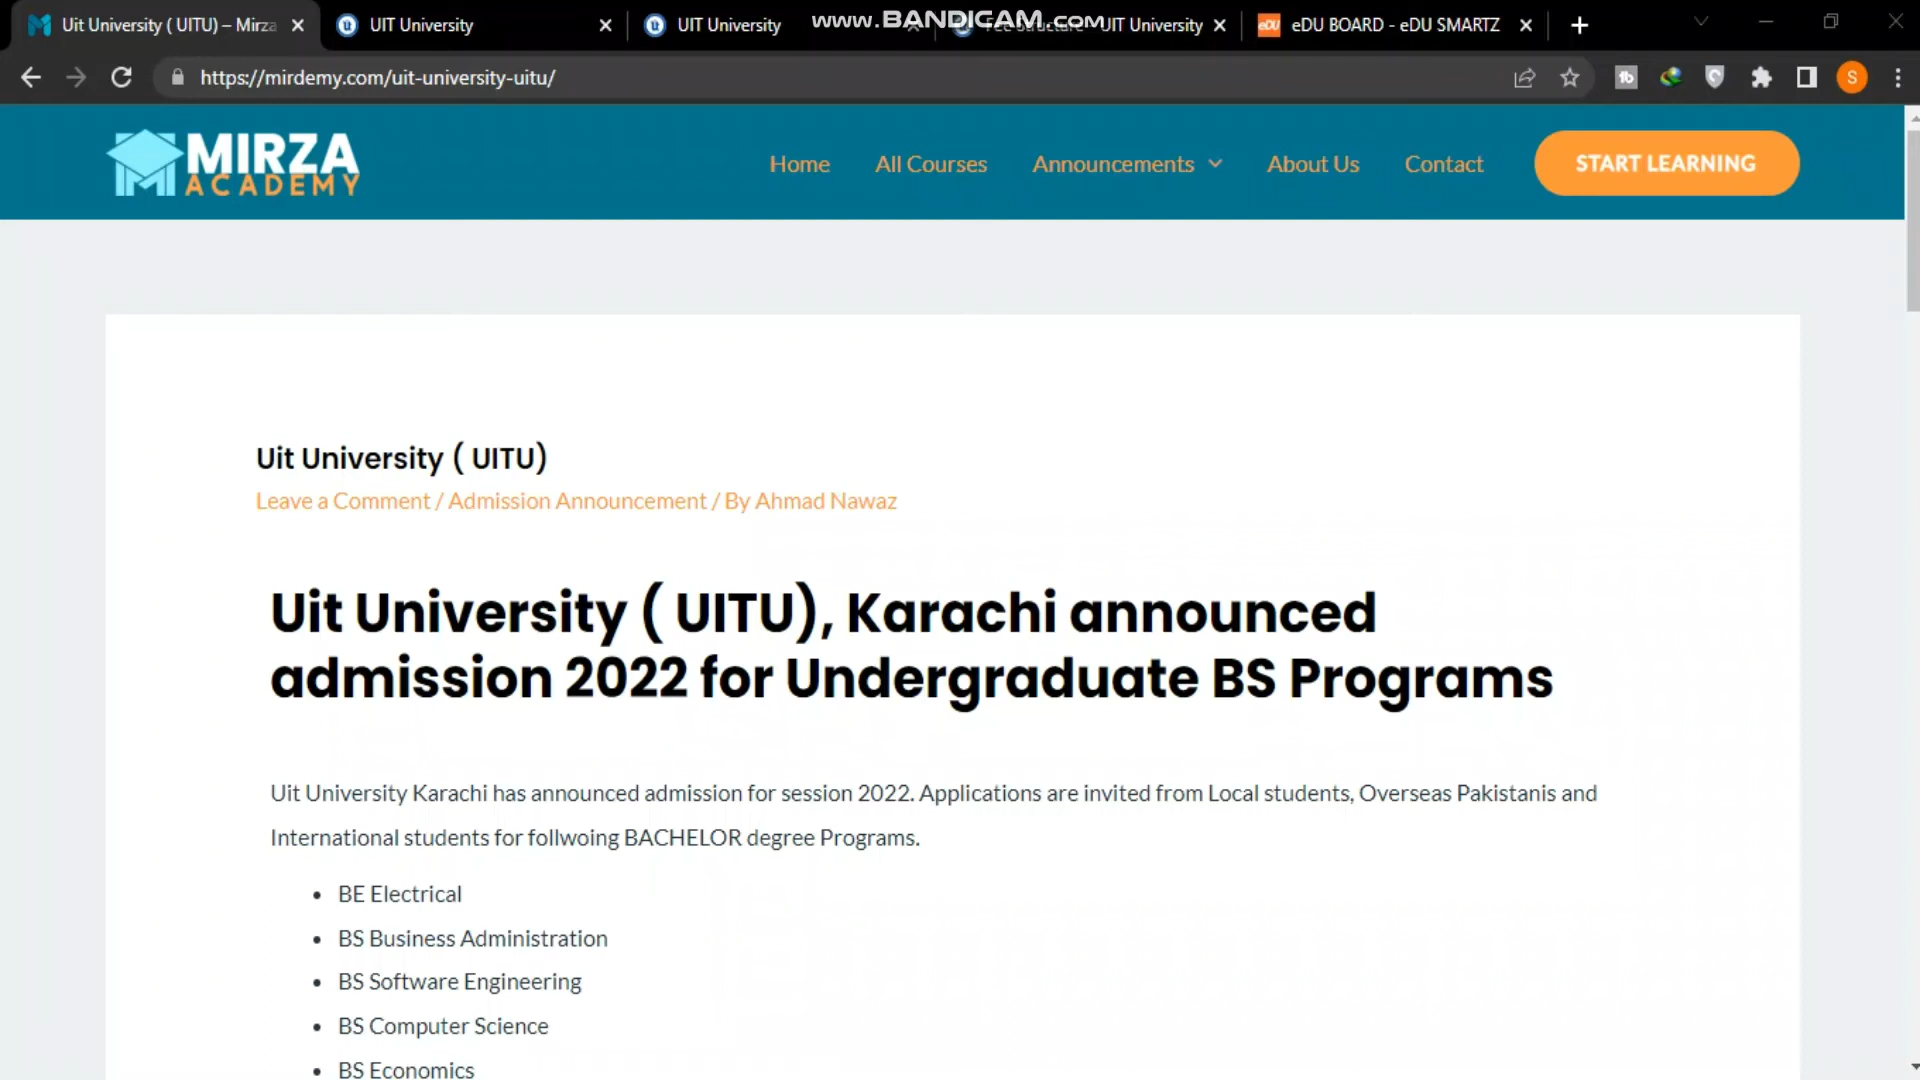 Uit University ( UITU) – Mirza
UIT University
UIT University
www.BANDICAM.com
UIT University
eDU BOARD - eDU SMARTZ
https://mirdemy.com/uit-university-uitu/
S
MIRZA
ACADEMY
Home
All Courses
Announcements
About Us
Contact
START LEARNING
Uit University ( UITU)
Leave a Comment / Admission Announcement / By Ahmad Nawaz
Uit University ( UITU), Karachi announced
admission 2022 for Undergraduate BS Programs
Uit University Karachi has announced admission for session 2022. Applications are invited from Local students, Overseas Pakistanis and
International students for follwoing BACHELOR degree Programs.
• BE Electrical
• BS Business Administration
• BS Software Engineering
• BS Computer Science
• BS Economics